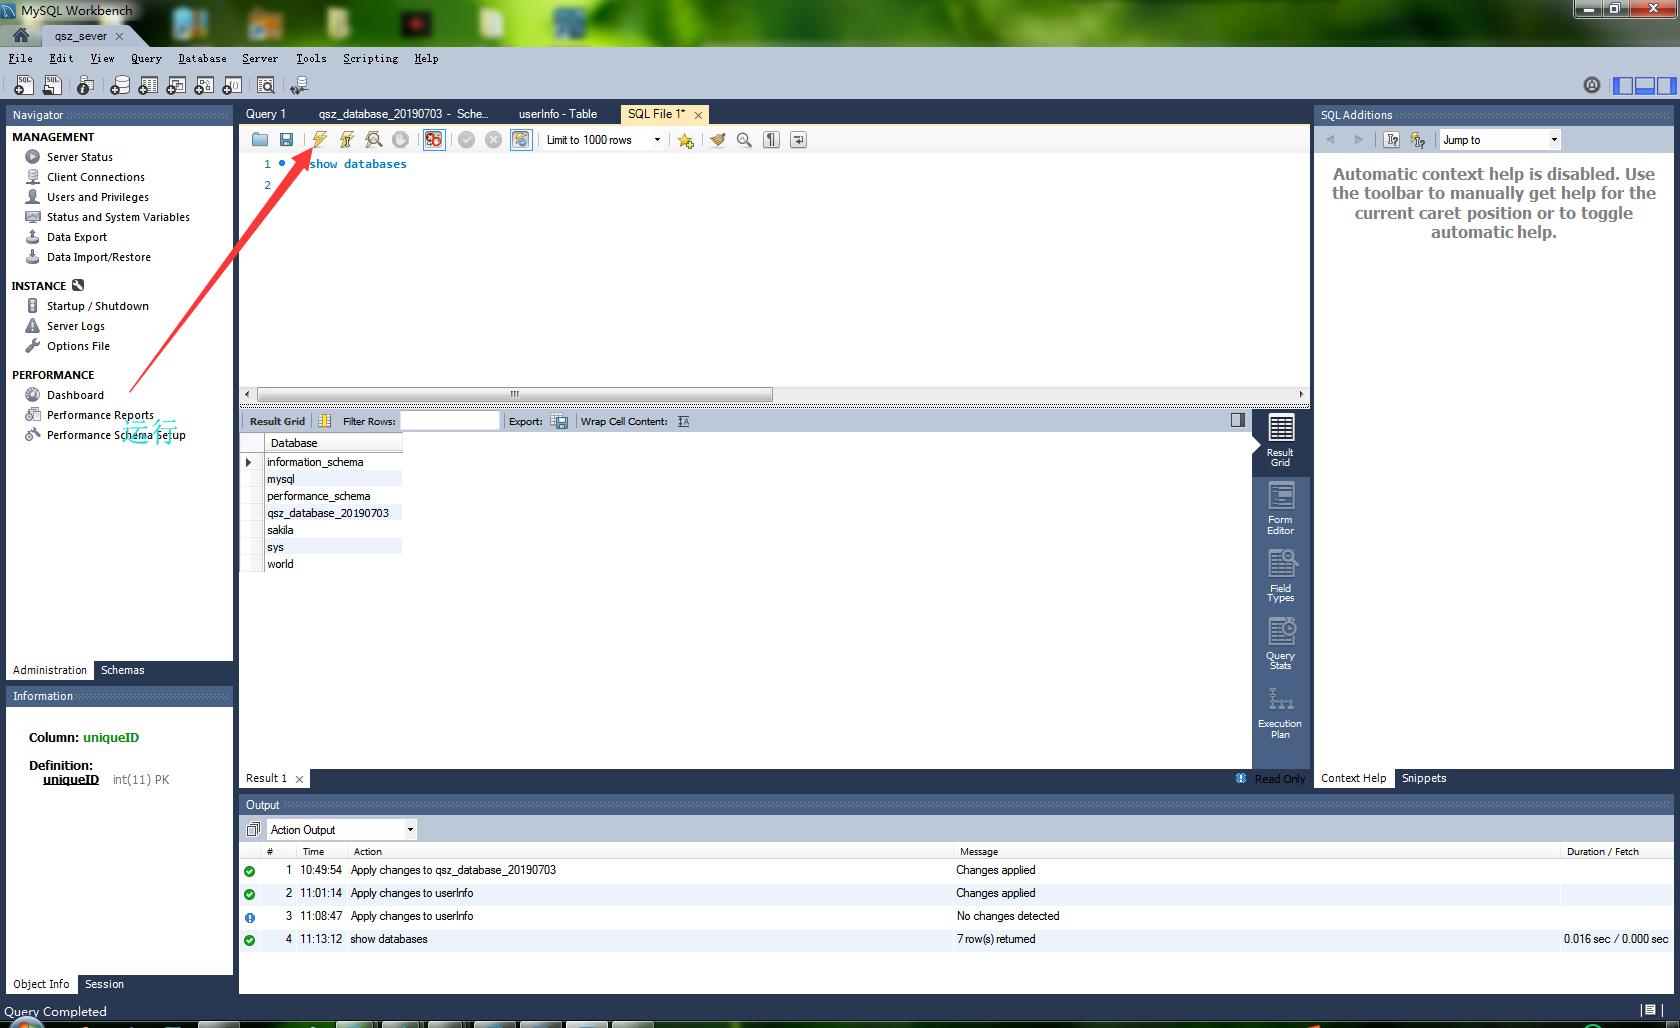 MySQL Workbench
qsz_sever
File Edit View Query Database Server Tools Scripting Help
Navigator
MANAGEMENT
Server Status
Client Connections
Users and Privileges
Status and System Variables
Data Export
Data Import/Restore
INSTANCE
Startup / Shutdown
Server Logs
Options File
PERFORMANCE
Dashboard
Performance Reports
Performance Schema Setup
运行
Administration Schemas
Information
Column: uniqueID
Definition:
uniqueID int(11) PK
Object Info Session
Query 1 qsz_database_20190703 - Sche... userInfo - Table SQL File 1*
Limit to 1000 rows
1 show databases
2
Result Grid Filter Rows: Export: Wrap Cell Content:
Database
information_schema
mysql
performance_schema
qsz_database_20190703
sakila
sys
world
Result
Grid
Form
Editor
Field
Types
Query
Stats
Execution
Plan
Result 1 Read Only
SQL Additions
Jump to
Automatic context help is disabled. Use
the toolbar to manually get help for the
current caret position or to toggle
automatic help.
Context Help Snippets
Output
Action Output
# Time Action Message Duration / Fetch
1 10:49:54 Apply changes to qsz_database_20190703 Changes applied
2 11:01:14 Apply changes to userInfo Changes applied
3 11:08:47 Apply changes to userInfo No changes detected
4 11:13:12 show databases 7 row(s) returned 0.016 sec / 0.000 sec
Query Completed